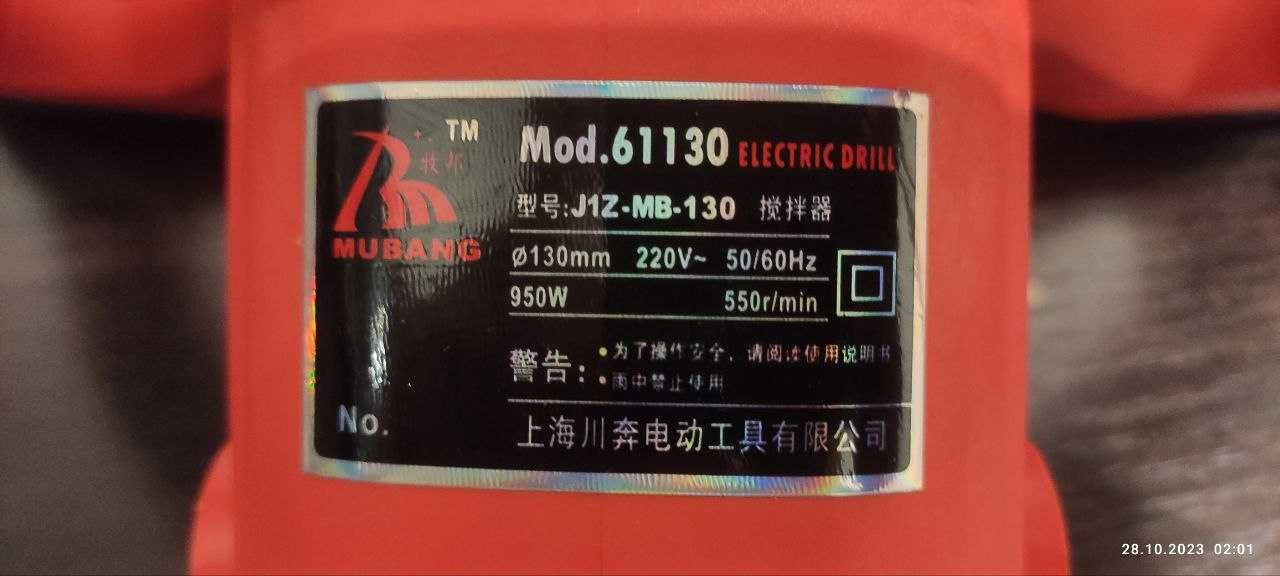 TM
牧邦
MUBANG
Mod.61130 ELECTRIC DRILL
型号:J1Z-MB-130 搅拌器
ø130mm 220V~ 50/60Hz
950W 550r/min
警告:
•为了操作安全，请阅读使用说明书
•雨中禁止使用
No.
上海川奔电动工具有限公司
28.10.2023 02:01